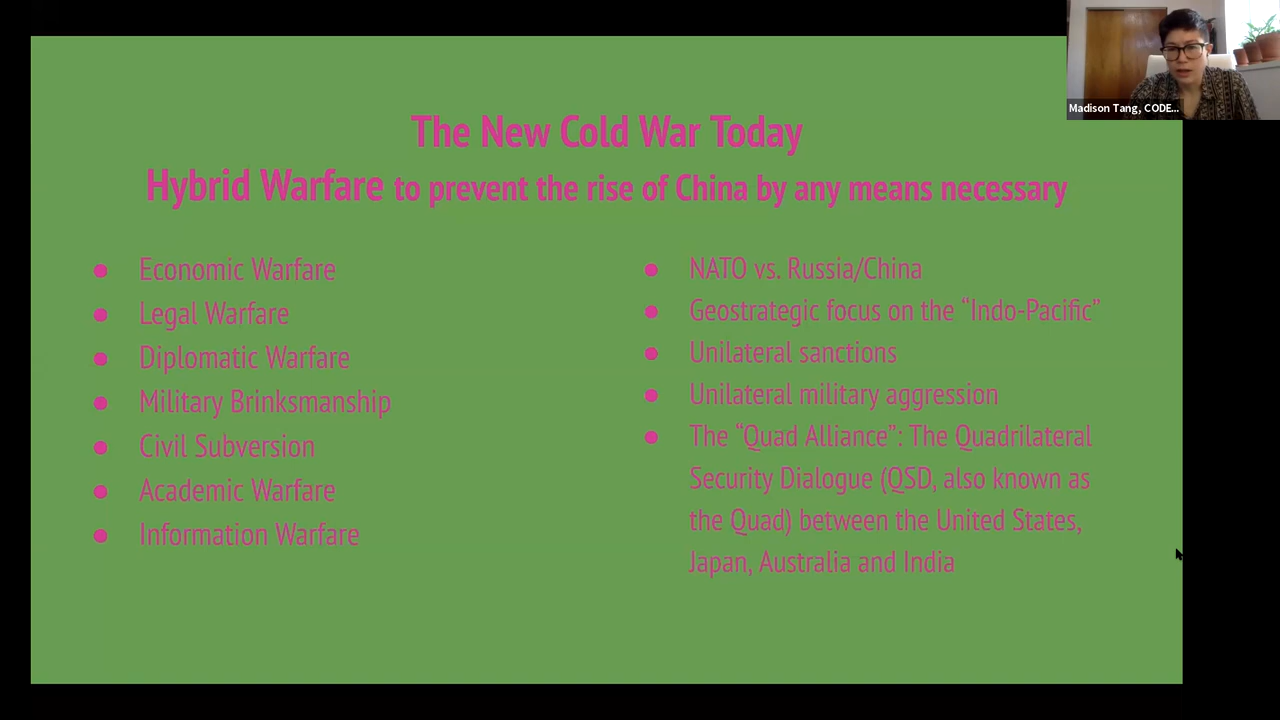 Madison Tang, CODE...
The New Cold War Today
Hybrid Warfare to prevent the rise of China by any means necessary
● Economic Warfare
● Legal Warfare
● Diplomatic Warfare
● Military Brinksmanship
● Civil Subversion
● Academic Warfare
● Information Warfare
● NATO vs. Russia/China
● Geostrategic focus on the “Indo-Pacific”
● Unilateral sanctions
● Unilateral military aggression
● The “Quad Alliance”: The Quadrilateral
Security Dialogue (QSD, also known as
the Quad) between the United States,
Japan, Australia and India